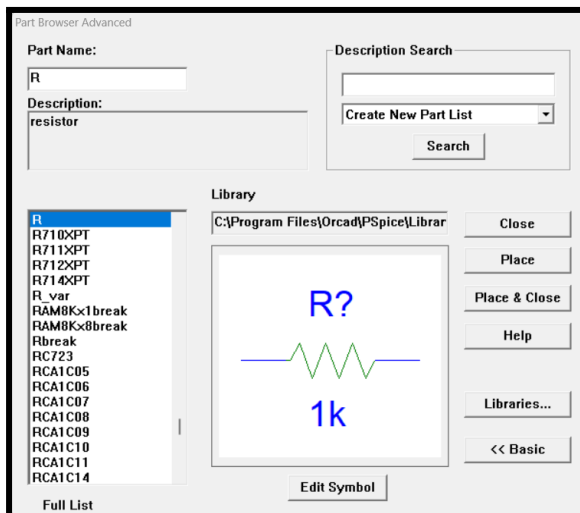 Part Browser Advanced
Part Name:
R
Description:
resistor
Description Search
Create New Part List
Search
Library
C:\Program Files\Orcad\PSpice\Librar
R
R710XPT
R711XPT
R712XPT
R714XPT
R_var
RAM8Kx1break
RAM8Kx8break
Rbreak
RC723
RCA1C05
RCA1C06
RCA1C07
RCA1C08
RCA1C09
RCA1C10
RCA1C11
RCA1C14
Full List
R?
1k
Edit Symbol
Close
Place
Place & Close
Help
Libraries...
<< Basic